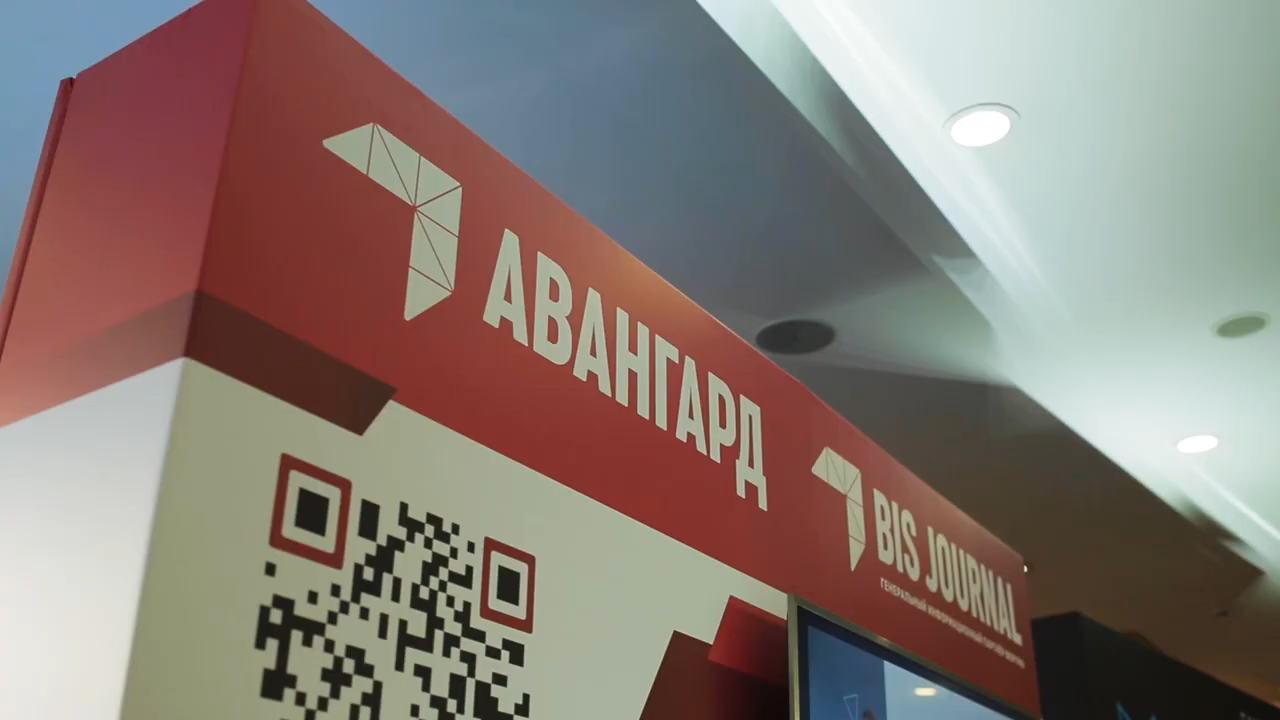 АВАНГАРД
BIS JOURNAL
ГЕНЕРАЛЬНЫЙ ИНФОРМАЦИОННЫЙ ПАРТНЕР ФОРУМА